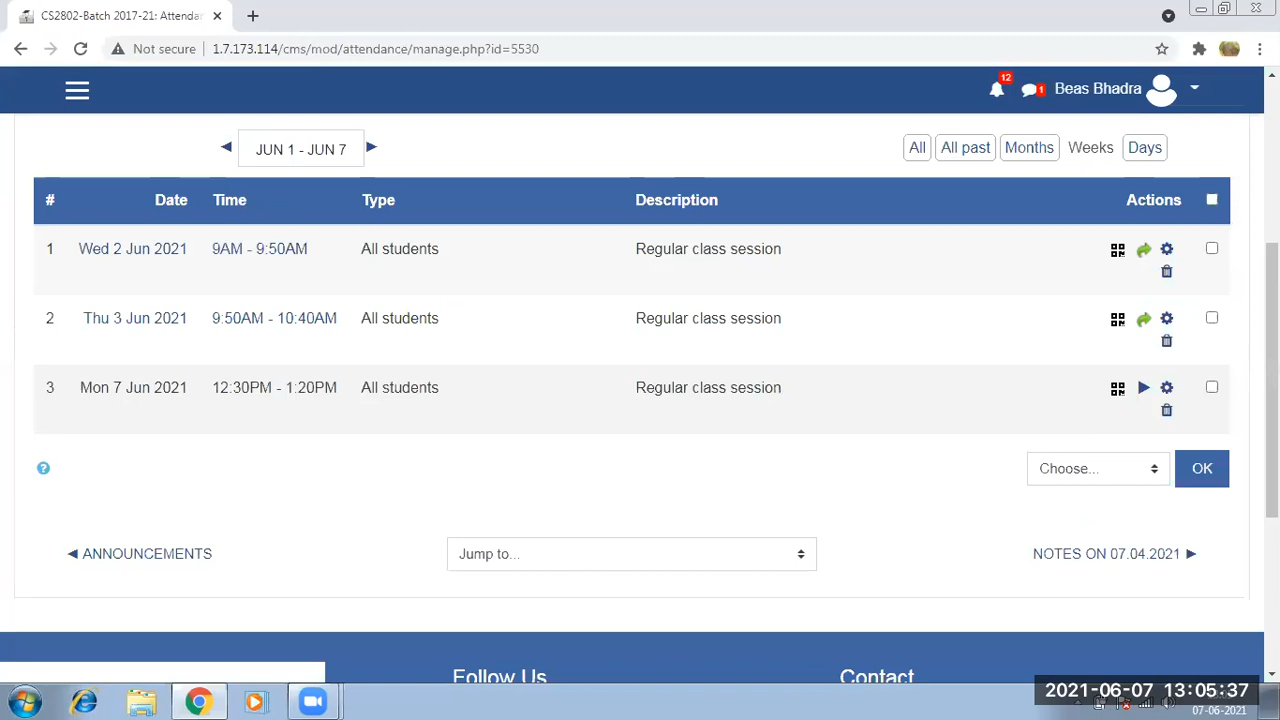 CS2802-Batch 2017-21: Attendan
Not secure 1.7.173.114/cms/mod/attendance/manage.php?id=5530
12 1 Beas Bhadra
◀ JUN 1 - JUN 7 ▶ All All past Months Weeks Days
# Date Time Type Description Actions
1 Wed 2 Jun 2021 9AM - 9:50AM All students Regular class session
2 Thu 3 Jun 2021 9:50AM - 10:40AM All students Regular class session
3 Mon 7 Jun 2021 12:30PM - 1:20PM All students Regular class session
? Choose... OK
◀ ANNOUNCEMENTS Jump to... NOTES ON 07.04.2021 ▶
Follow Us Contact
2021-06-07 13:05:37
07-06-2021